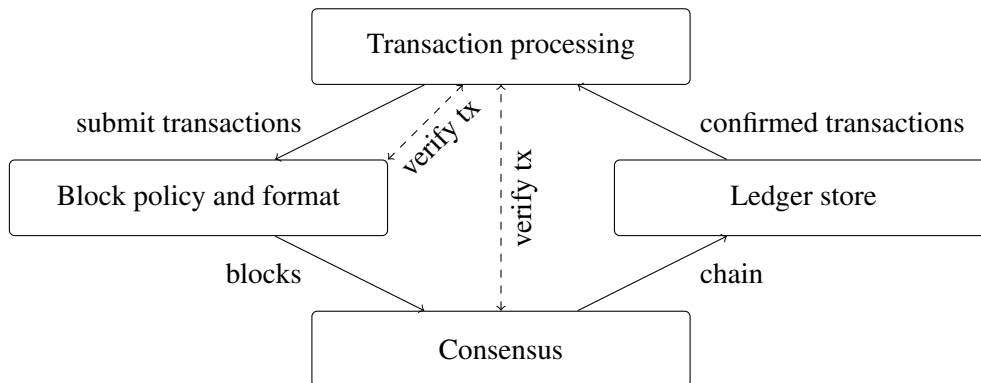 Transaction processing
submit transactions
verify tx
verify tx
confirmed transactions
Block policy and format
Ledger store
blocks
chain
Consensus